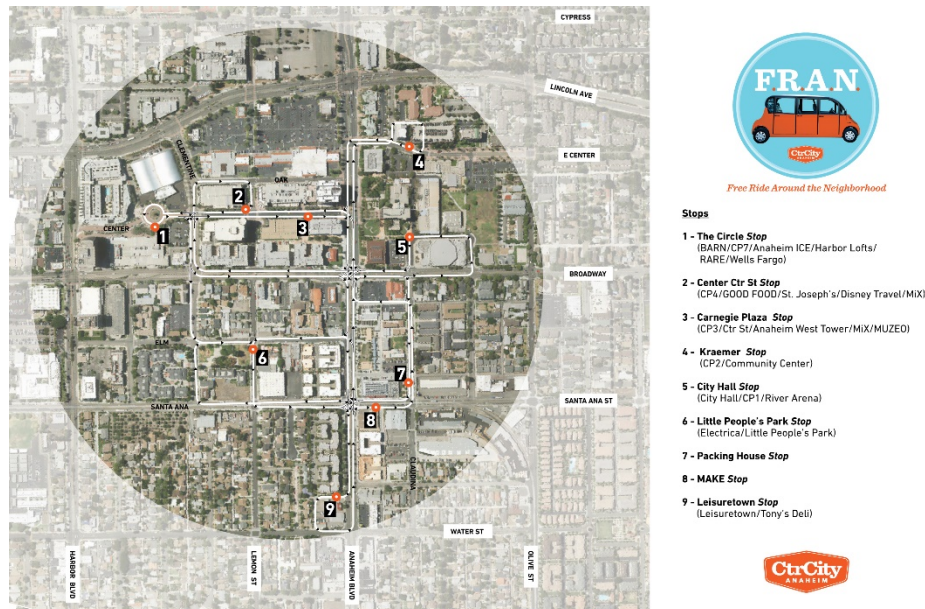 CYPRESS
LINCOLN AVE
E CENTER
CLEMENTINE
OAK
CENTER
BROADWAY
ELM
SANTA ANA
SANTA ANA ST
CLAUDINA
WATER ST
HARBOR BLVD
LEMON ST
ANAHEIM BLVD
OLIVE ST
1
2
3
4
5
6
7
8
9
F.R.A.N.
CtrCity
ANAHEIM
Free Ride Around the Neighborhood
Stops
1 - The Circle Stop
(BARN/CP7/Anaheim ICE/Harbor Lofts/
RARE/Wells Fargo)
2 - Center Ctr St Stop
(CP4/GOOD FOOD/St. Joseph's/Disney Travel/MiX)
3 - Carnegie Plaza Stop
(CP3/Ctr St/Anaheim West Tower/MiX/MUZEO)
4 - Kraemer Stop
(CP2/Community Center)
5 - City Hall Stop
(City Hall/CP1/River Arena)
6 - Little People's Park Stop
(Electrica/Little People's Park)
7 - Packing House Stop
8 - MAKE Stop
9 - Leisuretown Stop
(Leisuretown/Tony's Deli)
CtrCity
ANAHEIM